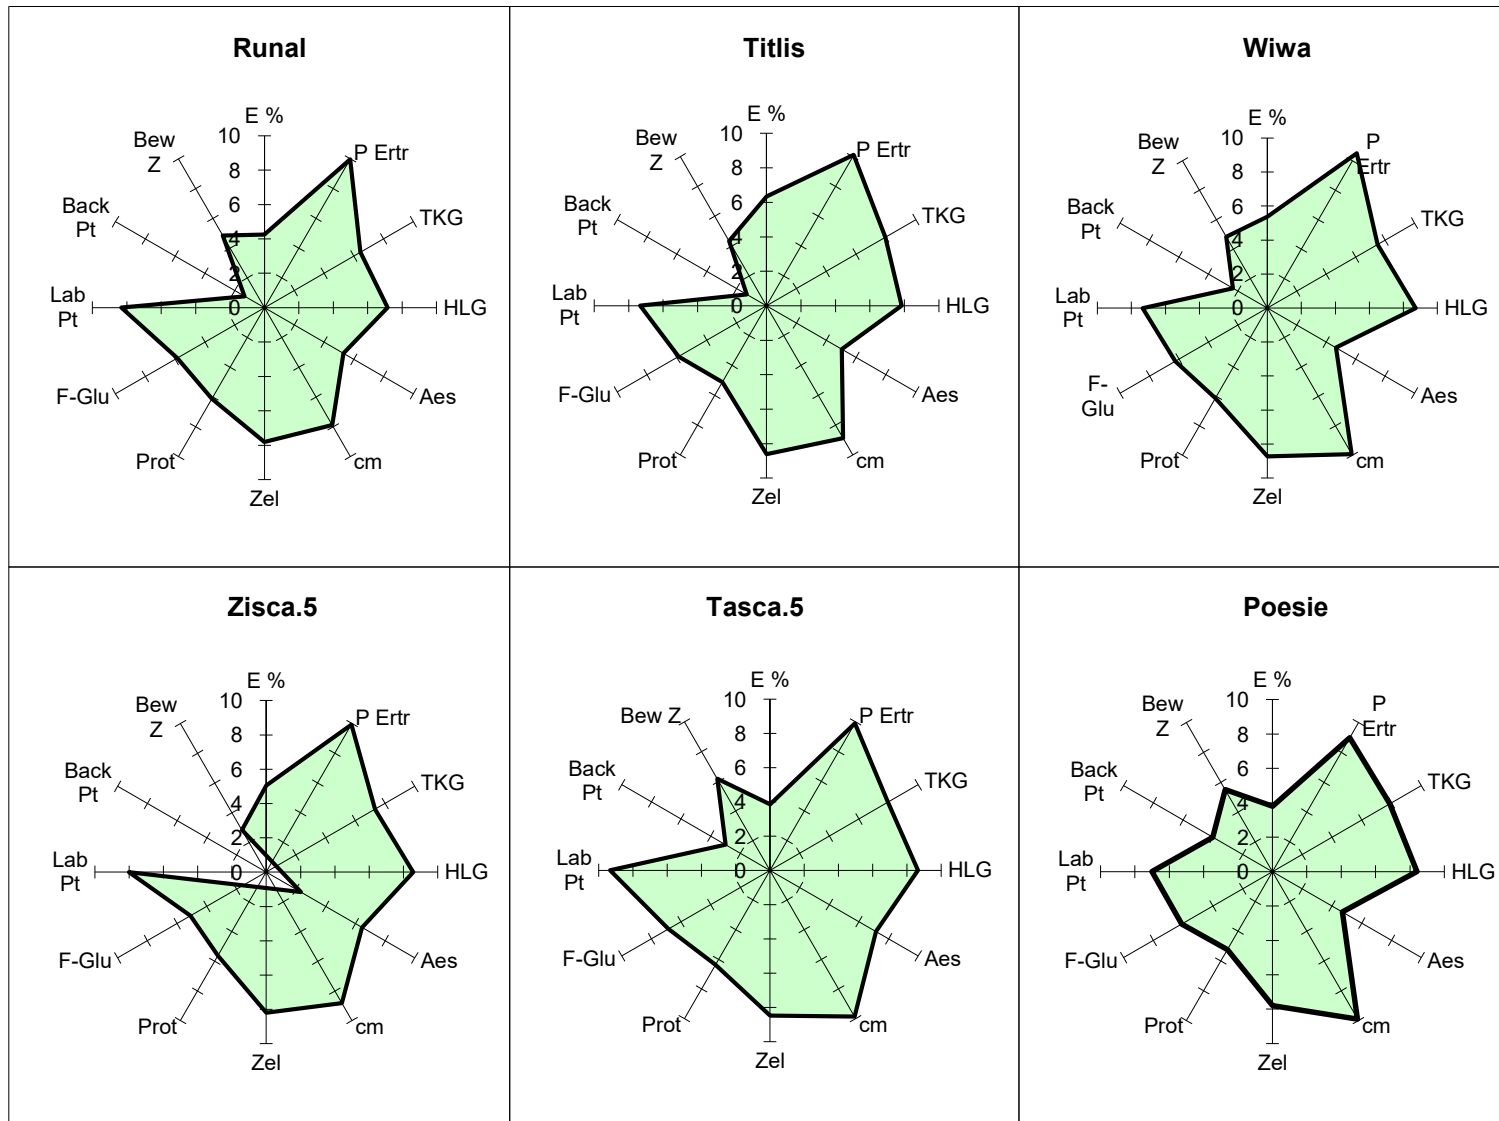 Runal
E %
10
8
6
4
2
0
P Ertr
TKG
HLG
Aes
cm
Zel
Prot
F-Glu
Lab
Pt
Back
Pt
Bew
Z
Titlis
E %
10
8
6
4
2
0
P Ertr
TKG
HLG
Aes
cm
Zel
Prot
F-Glu
Lab
Pt
Back
Pt
Bew
Z
Wiwa
E %
10
8
6
4
2
0
P
Ertr
TKG
HLG
Aes
cm
Zel
Prot
F-
Glu
Lab
Pt
Back
Pt
Bew
Z
Zisca.5
E %
10
8
6
4
2
0
P Ertr
TKG
HLG
Aes
cm
Zel
Prot
F-Glu
Lab
Pt
Back
Pt
Bew
Z
Tasca.5
E %
10
8
6
4
2
0
P Ertr
TKG
HLG
Aes
cm
Zel
Prot
F-Glu
Lab
Pt
Back
Pt
Bew Z
Poesie
E %
10
8
6
4
2
0
P
Ertr
TKG
HLG
Aes
cm
Zel
Prot
F-Glu
Lab
Pt
Back
Pt
Bew
Z